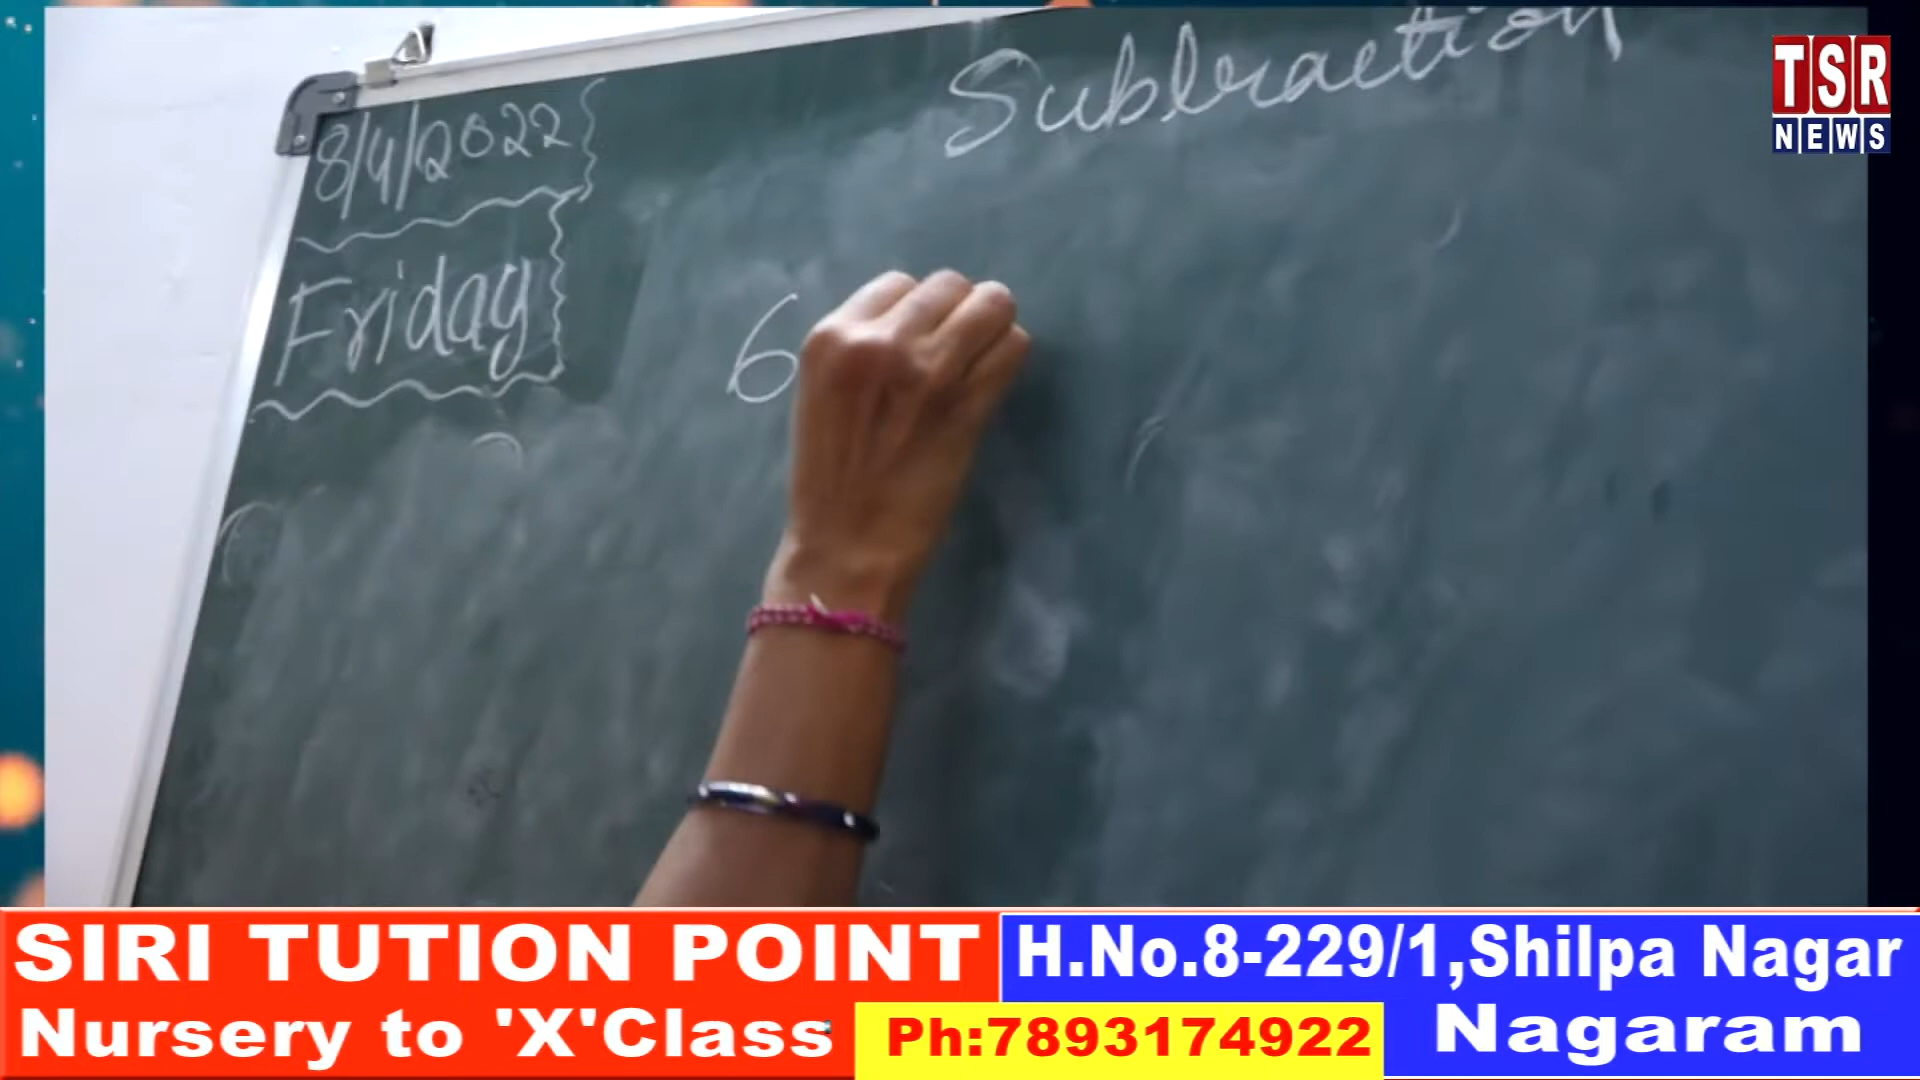 Subtraction
8/4/2022
Friday
6
TSR
NEWS
SIRI TUTION POINT
Nursery to 'X'Class
H.No.8-229/1,Shilpa Nagar
Nagaram
Ph:7893174922